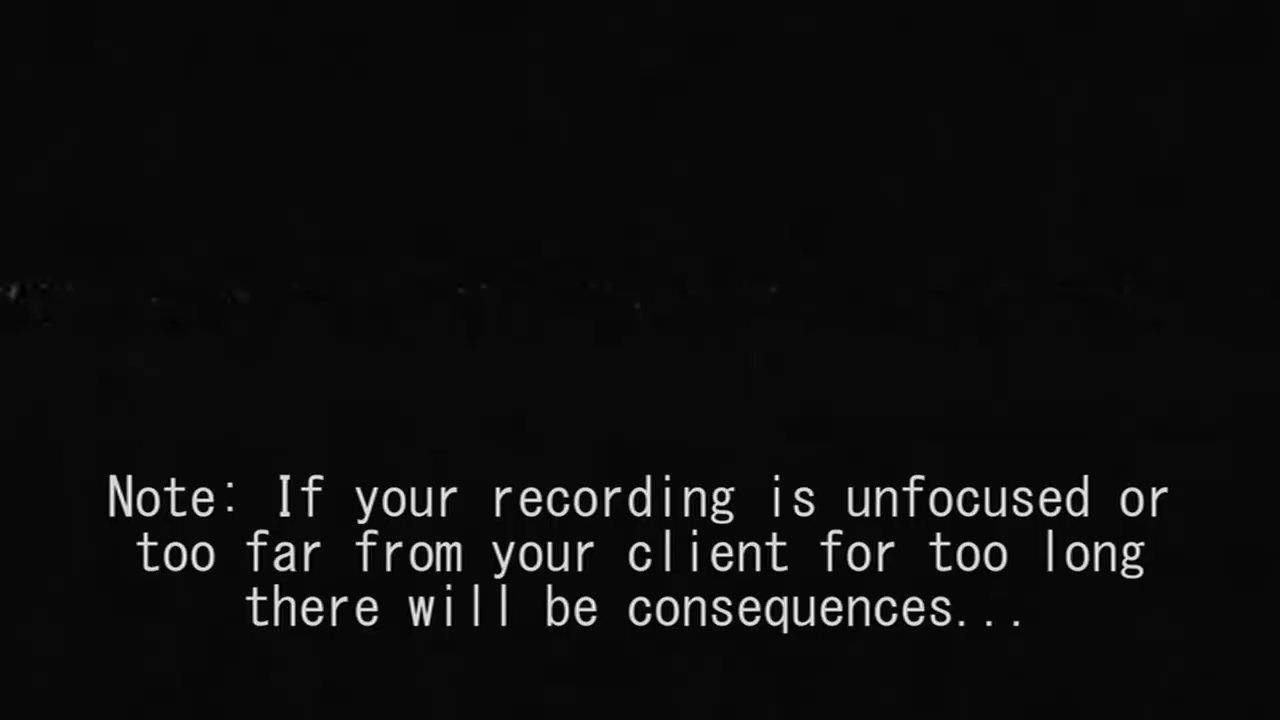 Note: If your recording is unfocused or
too far from your client for too long
there will be consequences...